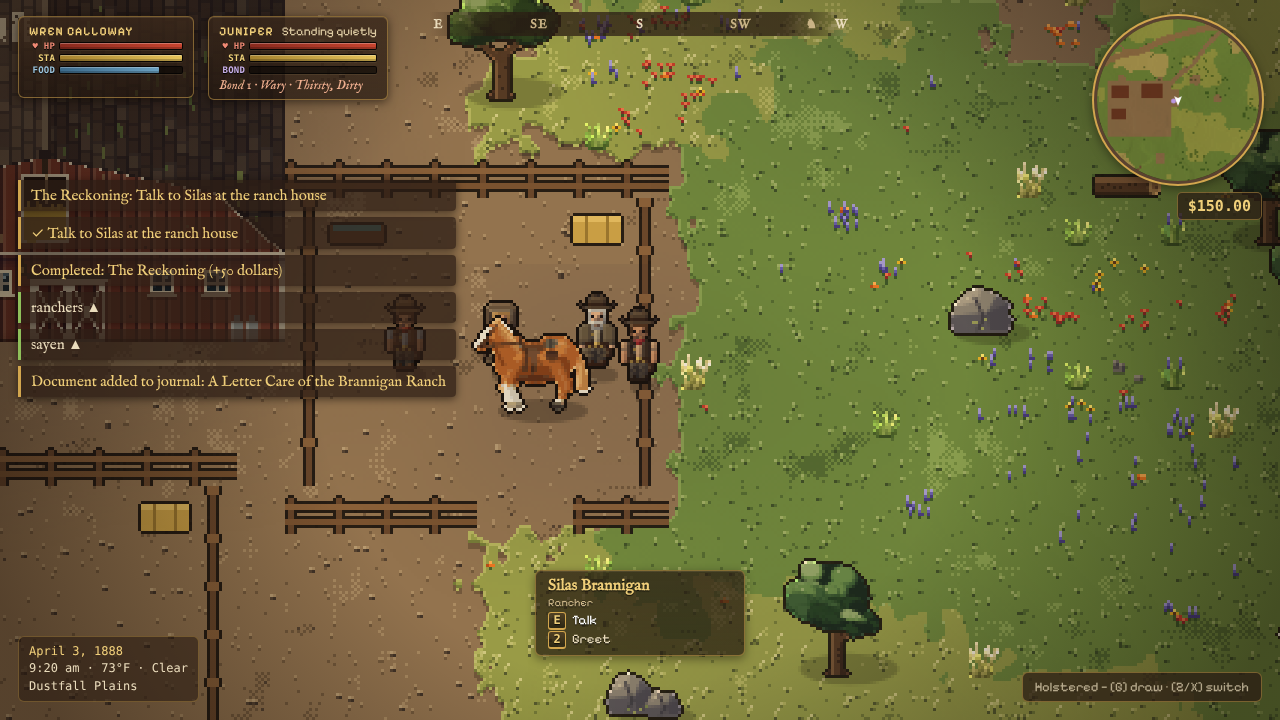 E SE S SW W
WREN CALLOWAY
♥ HP
STA
FOOD
JUNIPER Standing quietly
♥ HP
STA
BOND
Bond 1 · Wary · Thirsty, Dirty
$150.00
The Reckoning: Talk to Silas at the ranch house
✓ Talk to Silas at the ranch house
Completed: The Reckoning (+50 dollars)
ranchers ▲
sayen ▲
Document added to journal: A Letter Care of the Brannigan Ranch
Silas Brannigan
Rancher
E Talk
2 Greet
April 3, 1888
9:20 am · 73°F · Clear
Dustfall Plains
Holstered - (G) draw · (Z/X) switch